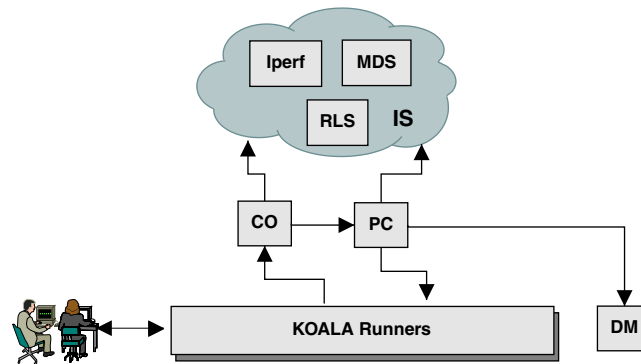 Iperf
MDS
RLS
IS
CO
PC
KOALA Runners
DM